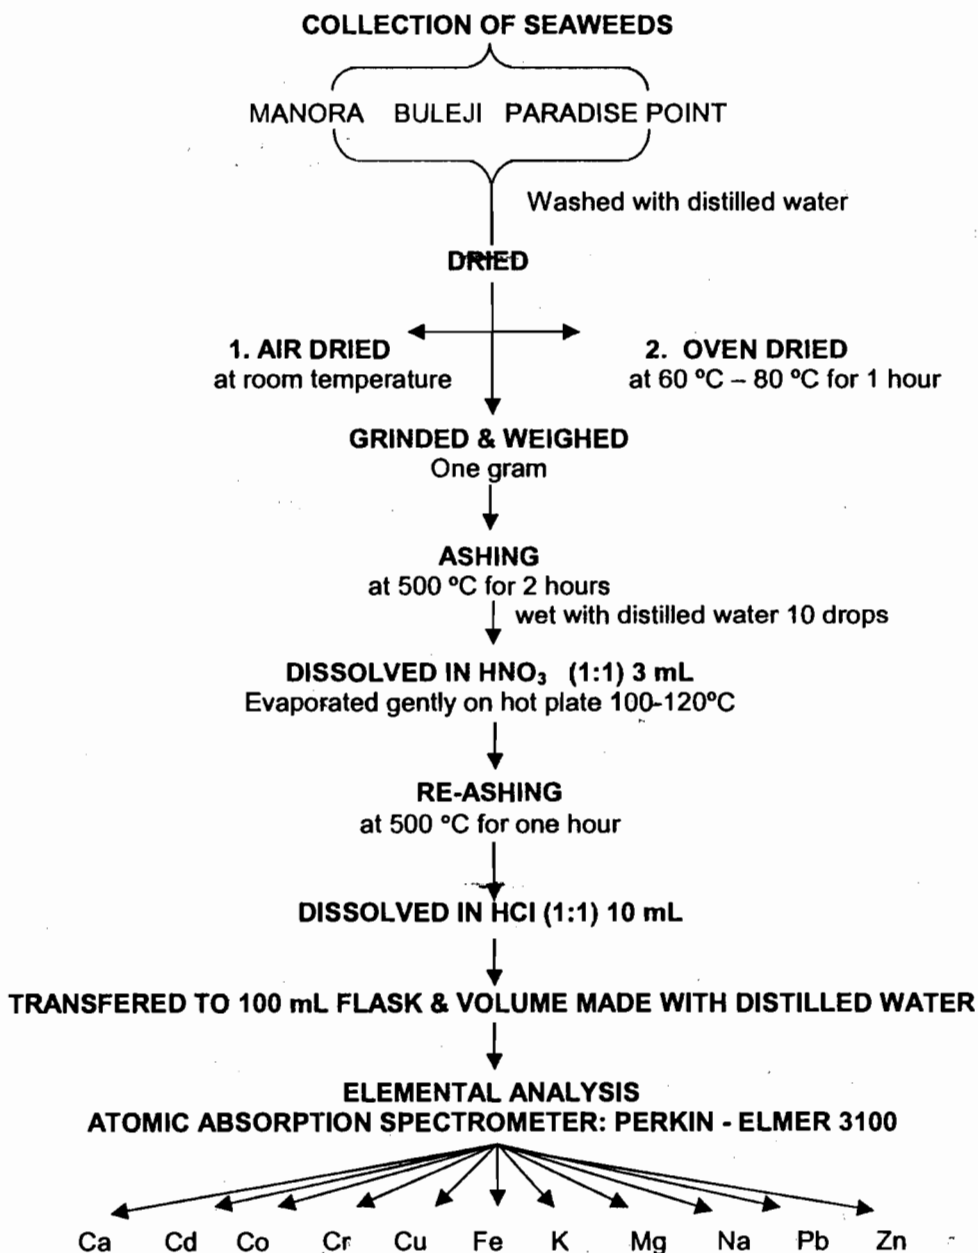 COLLECTION OF SEAWEEDS
MANORA BULEJI PARADISE POINT
Washed with distilled water
DRIED
1. AIR DRIED
at room temperature
2. OVEN DRIED
at 60 ºC – 80 ºC for 1 hour
GRINDED & WEIGHED
One gram
ASHING
at 500 ºC for 2 hours
wet with distilled water 10 drops
DISSOLVED IN HNO₃ (1:1) 3 mL
Evaporated gently on hot plate 100-120ºC
RE-ASHING
at 500 ºC for one hour
DISSOLVED IN HCl (1:1) 10 mL
TRANSFERED TO 100 mL FLASK & VOLUME MADE WITH DISTILLED WATER
ELEMENTAL ANALYSIS
ATOMIC ABSORPTION SPECTROMETER: PERKIN - ELMER 3100
Ca Cd Co Cr Cu Fe K Mg Na Pb Zn